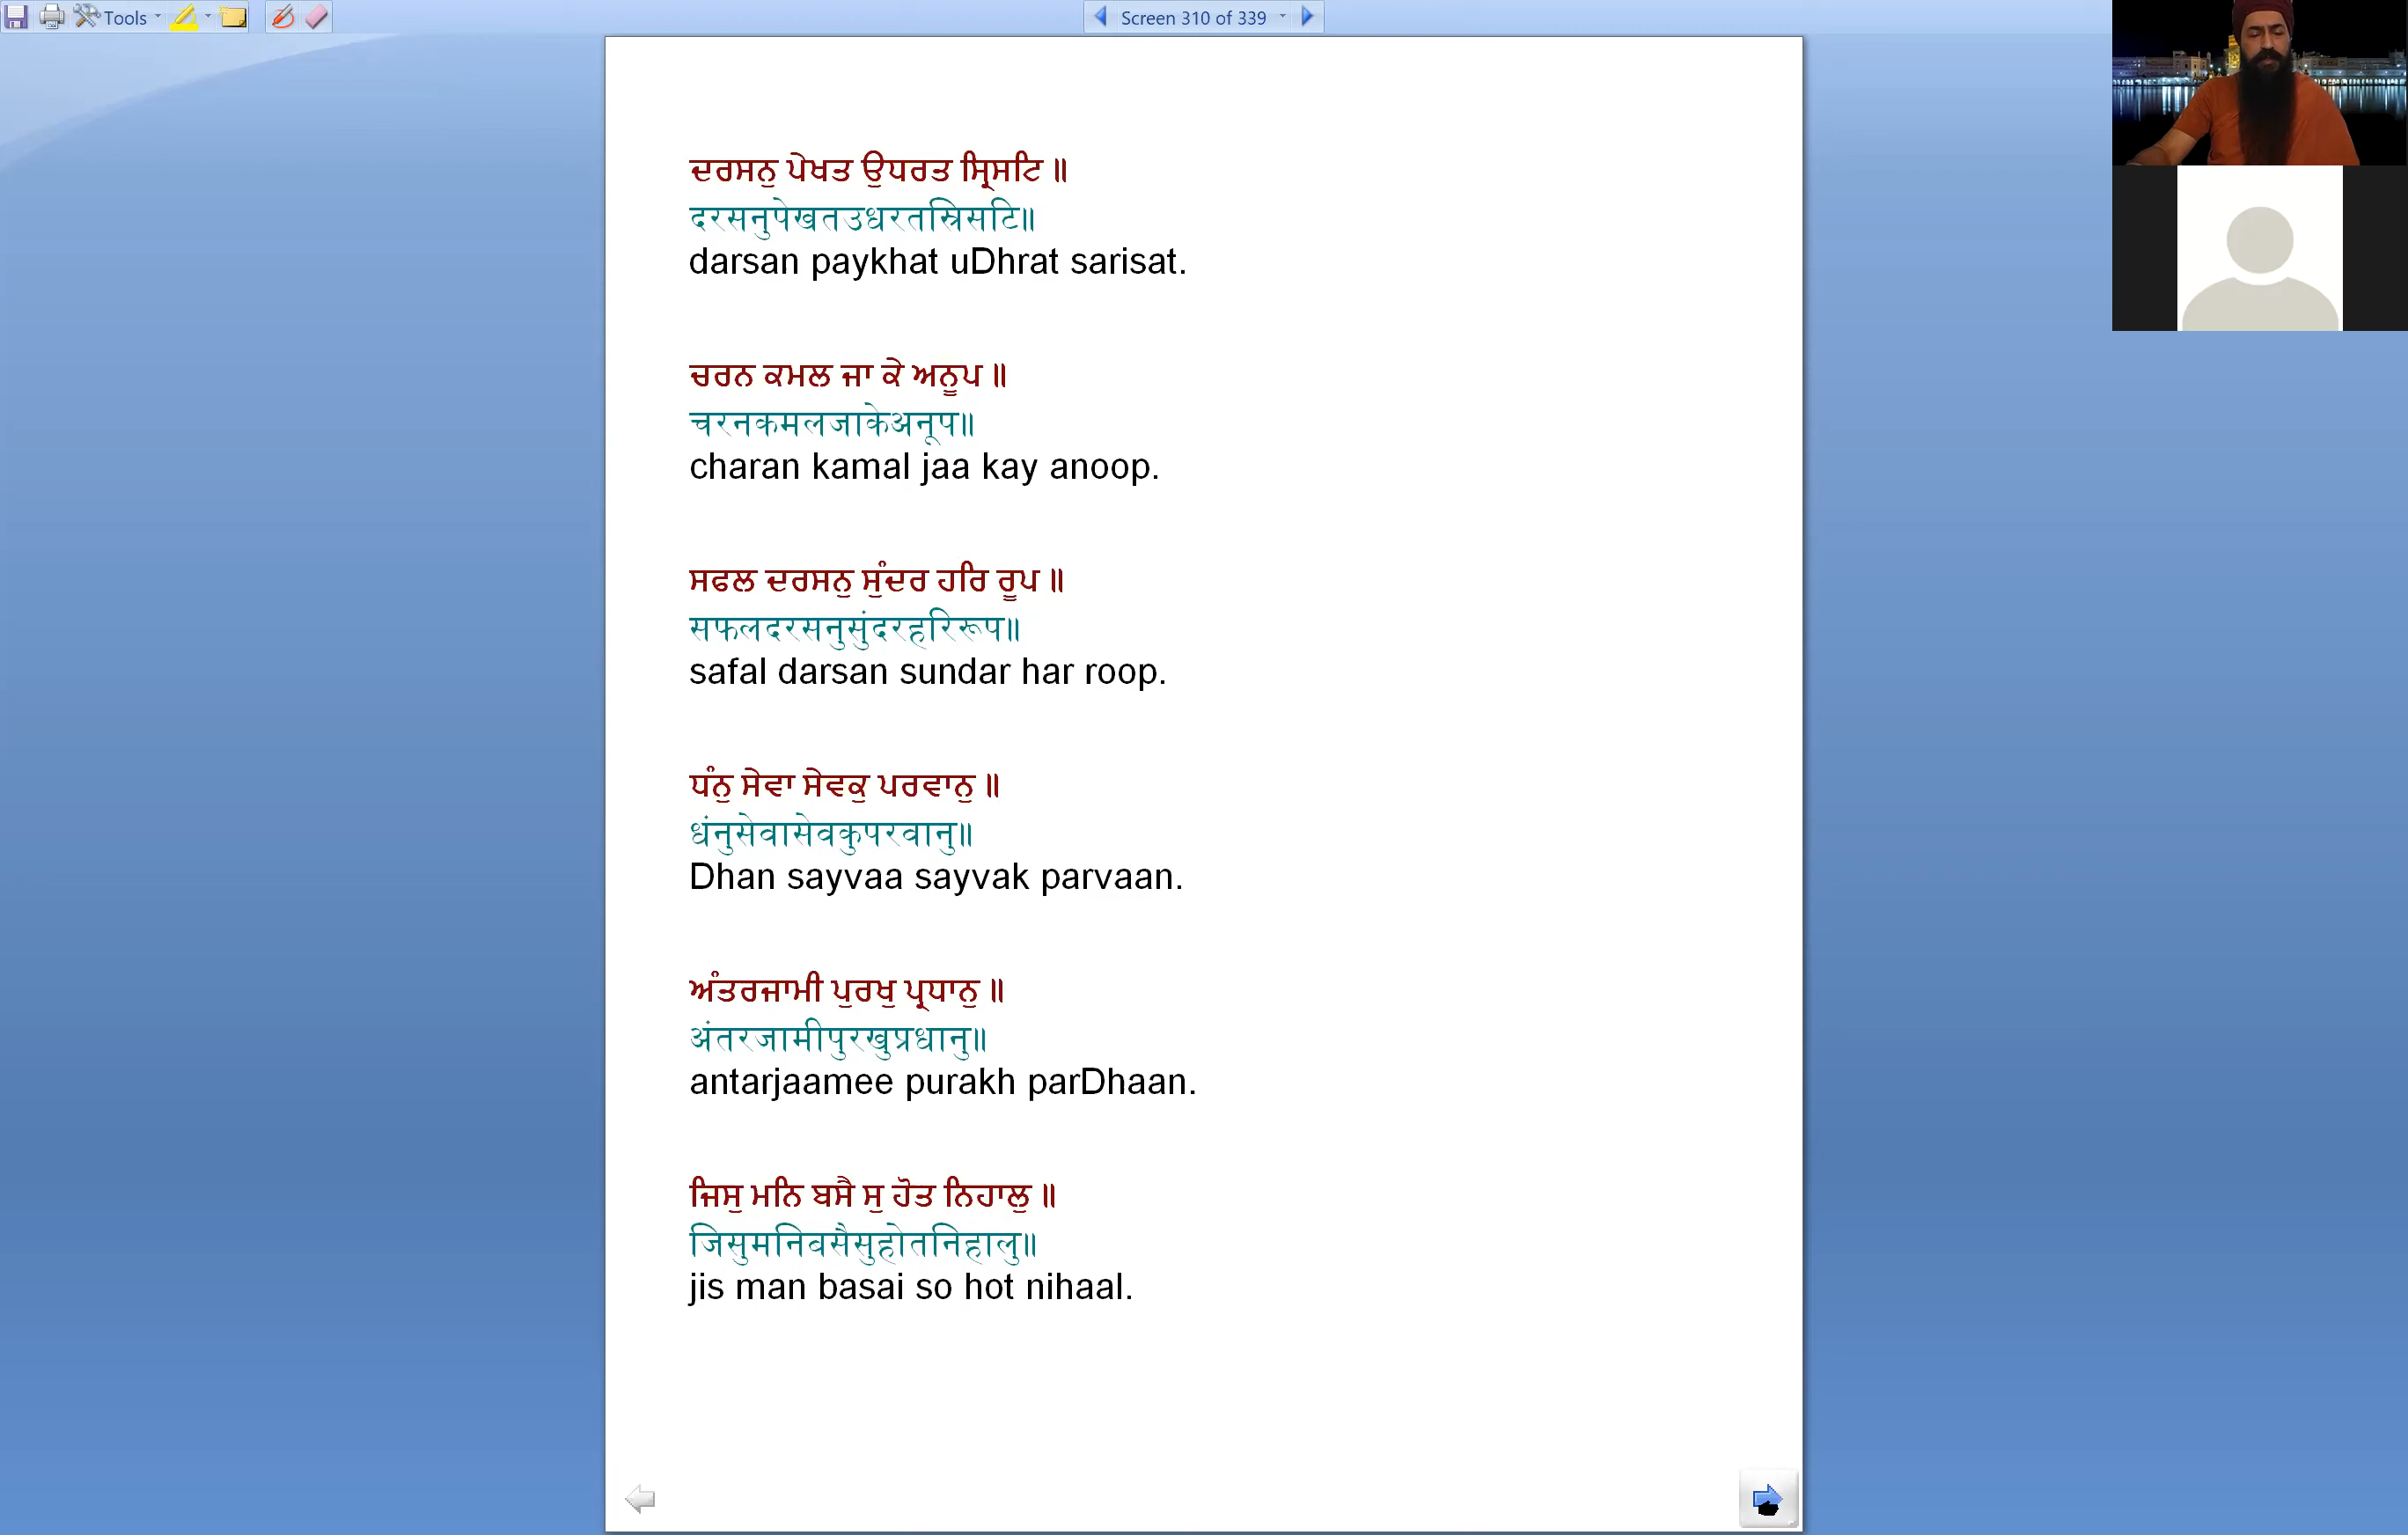 Tools
Screen 310 of 339
ਦਰਸਨੁ ਪੇਖਤ ਉਧਰਤ ਸ੍ਰਿਸਟਿ ॥
दरसनुपेखतउधरतस्रिसटि॥
darsan paykhat uDhrat sarisat.
ਚਰਨ ਕਮਲ ਜਾ ਕੇ ਅਨੂਪ ॥
चरनकमलजाकेअनूप॥
charan kamal jaa kay anoop.
ਸਫਲ ਦਰਸਨੁ ਸੁੰਦਰ ਹਰਿ ਰੂਪ ॥
सफलदरसनुसुंदरहरिरूप॥
safal darsan sundar har roop.
ਧੰਨੁ ਸੇਵਾ ਸੇਵਕੁ ਪਰਵਾਨੁ ॥
धंनुसेवासेवकुपरवानु॥
Dhan sayvaa sayvak parvaan.
ਅੰਤਰਜਾਮੀ ਪੁਰਖੁ ਪ੍ਰਧਾਨੁ ॥
अंतरजामीपुरखुप्रधानु॥
antarjaamee purakh parDhaan.
ਜਿਸੁ ਮਨਿ ਬਸੈ ਸੁ ਹੋਤ ਨਿਹਾਲੁ ॥
जिसुमनिबसैसुहोतनिहालु॥
jis man basai so hot nihaal.